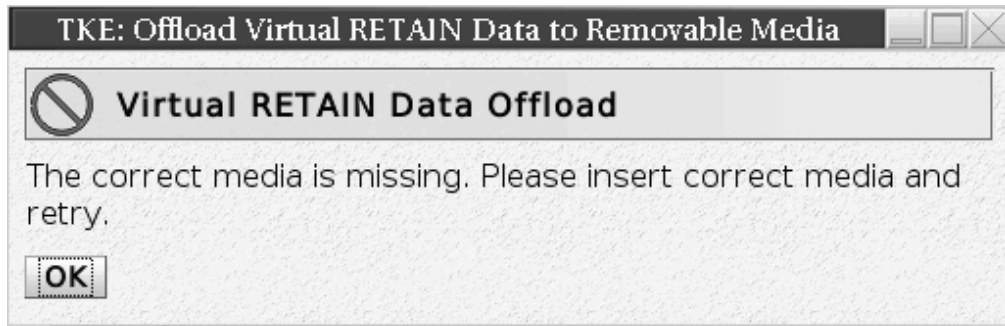 TKE: Offload Virtual RETAIN Data to Removable Media
Virtual RETAIN Data Offload
The correct media is missing. Please insert correct media and
retry.
OK